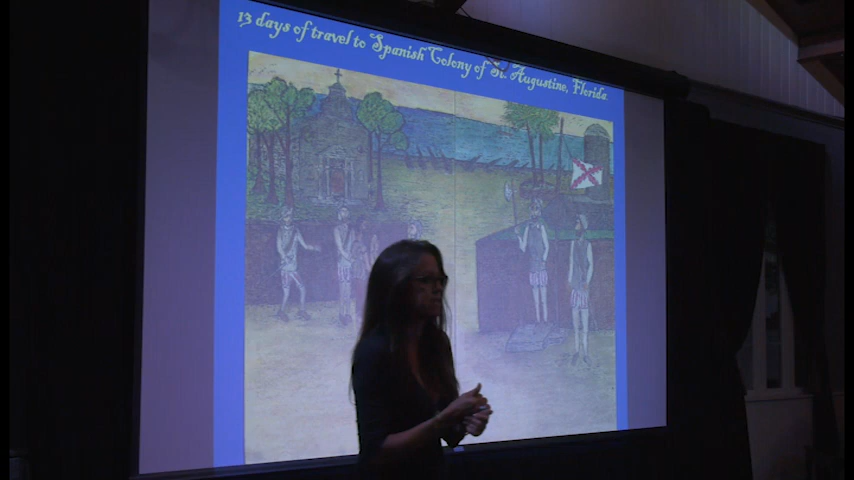 13 days of travel to Spanish Colony of St. Augustine, Florida.